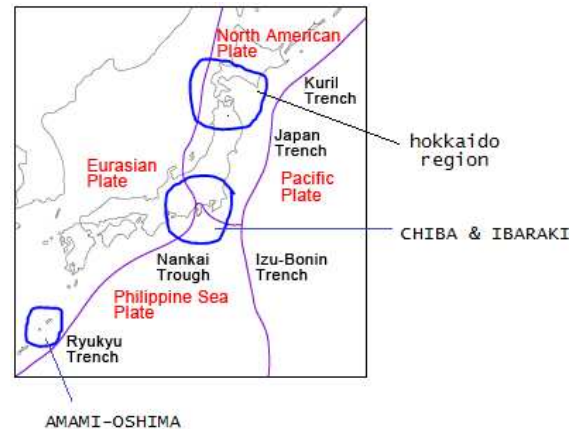 North American
Plate
Kuril
Trench
Japan
Trench
hokkaido
region
Eurasian
Plate
Pacific
Plate
CHIBA & IBARAKI
Nankai
Trough
Izu-Bonin
Trench
Philippine Sea
Plate
Ryukyu
Trench
AMAMI-OSHIMA